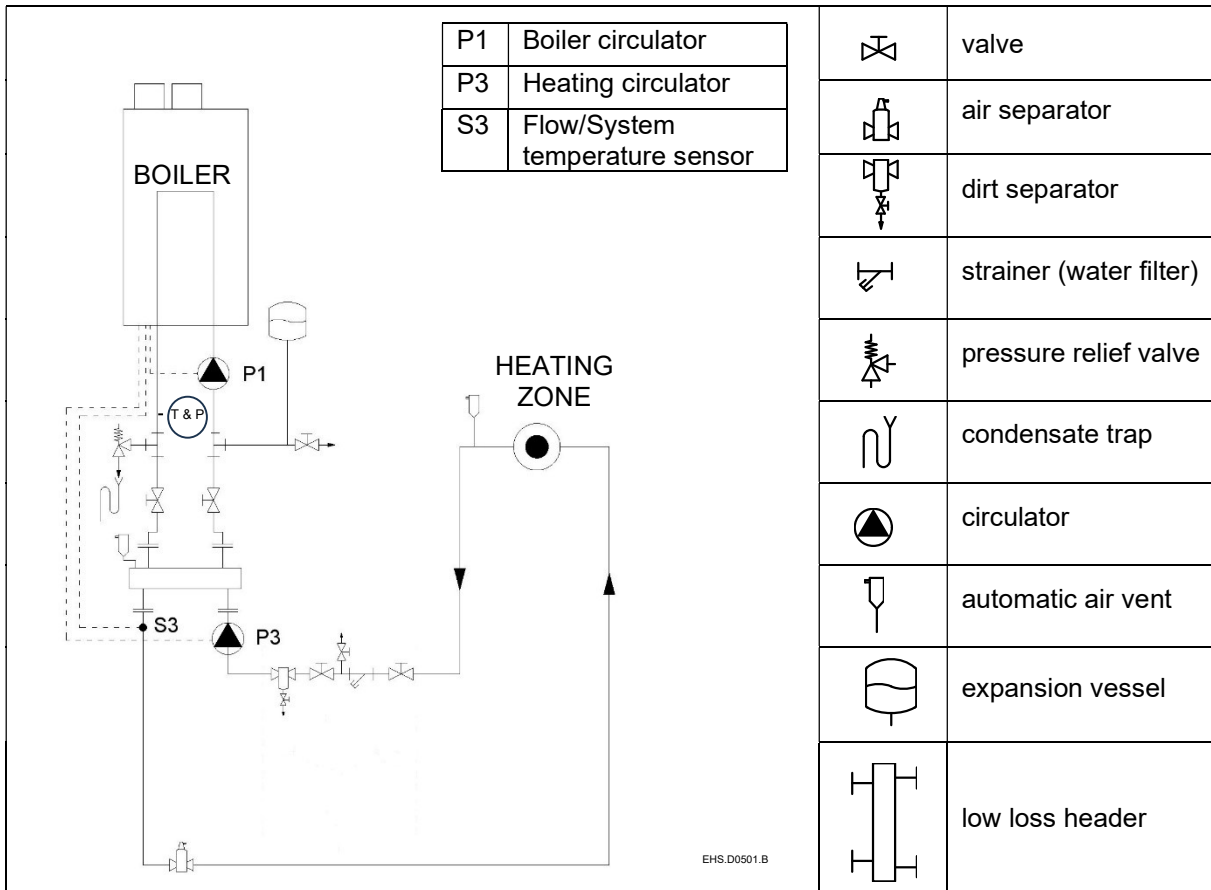 P1 Boiler circulator
P3 Heating circulator
S3 Flow/System
temperature sensor
BOILER
P1
T & P
HEATING
ZONE
S3
P3
EHS.D0501.B
valve
air separator
dirt separator
strainer (water filter)
pressure relief valve
condensate trap
circulator
automatic air vent
expansion vessel
low loss header